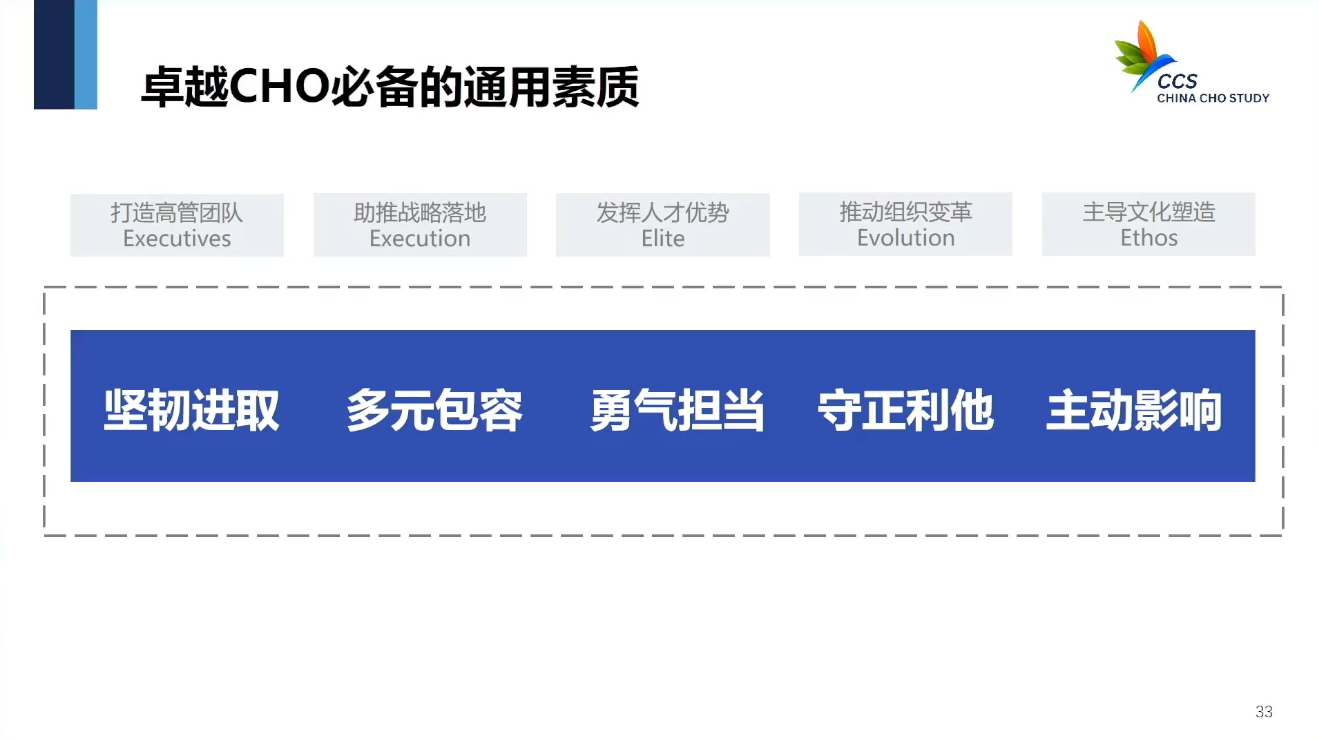 卓越CHO必备的通用素质
CCS
CHINA CHO STUDY
打造高管团队
Executives
助推战略落地
Execution
发挥人才优势
Elite
推动组织变革
Evolution
主导文化塑造
Ethos
坚韧进取
多元包容
勇气担当
守正利他
主动影响
33